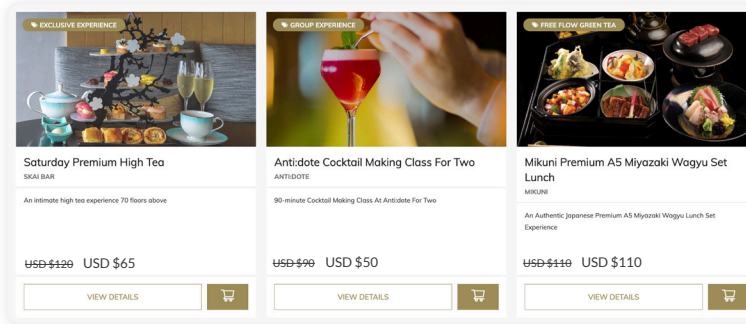 EXCLUSIVE EXPERIENCE
Saturday Premium High Tea
SKAI BAR
An intimate high tea experience 70 floors above
USD $120 USD $65
VIEW DETAILS
GROUP EXPERIENCE
Anti:dote Cocktail Making Class For Two
ANTI:DOTE
90-minute Cocktail Making Class At Anti:dote For Two
USD $90 USD $50
VIEW DETAILS
FREE FLOW GREEN TEA
Mikuni Premium A5 Miyazaki Wagyu Set
Lunch
MIKUNI
An Authentic Japanese Premium A5 Miyazaki Wagyu Lunch Set
Experience
USD $110 USD $110
VIEW DETAILS